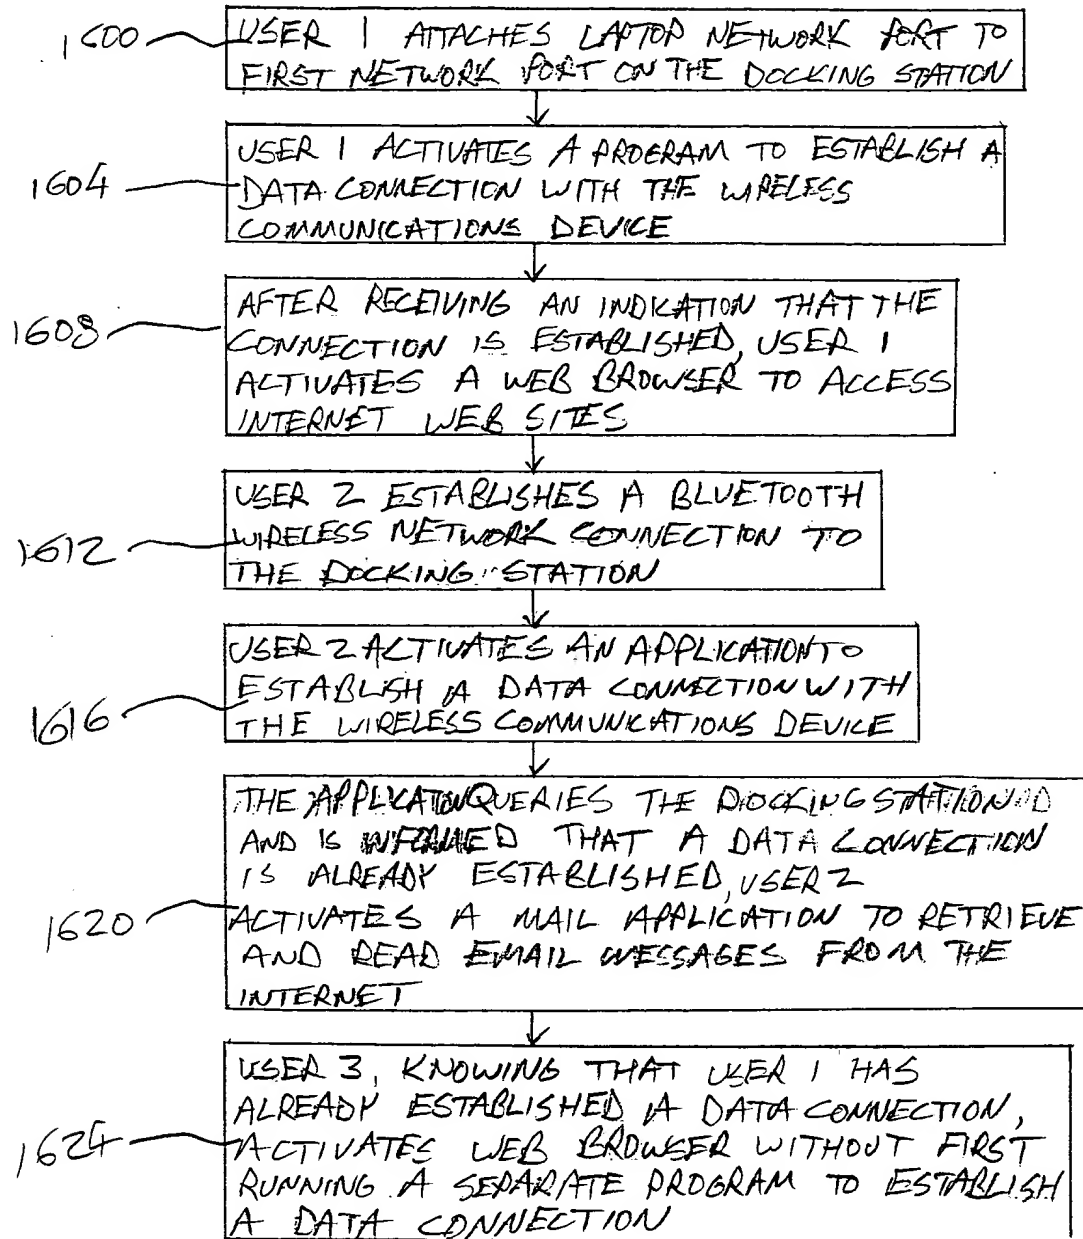 1600
USER 1 ATTACHES LAPTOP NETWORK PORT TO
FIRST NETWORK PORT ON THE DOCKING STATION
1604
USER 1 ACTIVATES A PROGRAM TO ESTABLISH A
DATA CONNECTION WITH THE WIRELESS
COMMUNICATIONS DEVICE
1608
AFTER RECEIVING AN INDICATION THAT THE
CONNECTION IS ESTABLISHED, USER 1
ACTIVATES A WEB BROWSER TO ACCESS
INTERNET WEB SITES
1612
USER 2 ESTABLISHES A BLUETOOTH
WIRELESS NETWORK CONNECTION TO
THE DOCKING STATION
1616
USER 2 ACTIVATES AN APPLICATION TO
ESTABLISH A DATA CONNECTION WITH
THE WIRELESS COMMUNICATIONS DEVICE
1620
THE APPLICATION QUERIES THE DOCKING STATION
AND IS INFORMED THAT A DATA CONNECTION
IS ALREADY ESTABLISHED, USER 2
ACTIVATES A MAIL APPLICATION TO RETRIEVE
AND READ EMAIL MESSAGES FROM THE
INTERNET
1624
USER 3, KNOWING THAT USER 1 HAS
ALREADY ESTABLISHED A DATA CONNECTION,
ACTIVATES WEB BROWSER WITHOUT FIRST
RUNNING A SEPARATE PROGRAM TO ESTABLISH
A DATA CONNECTION